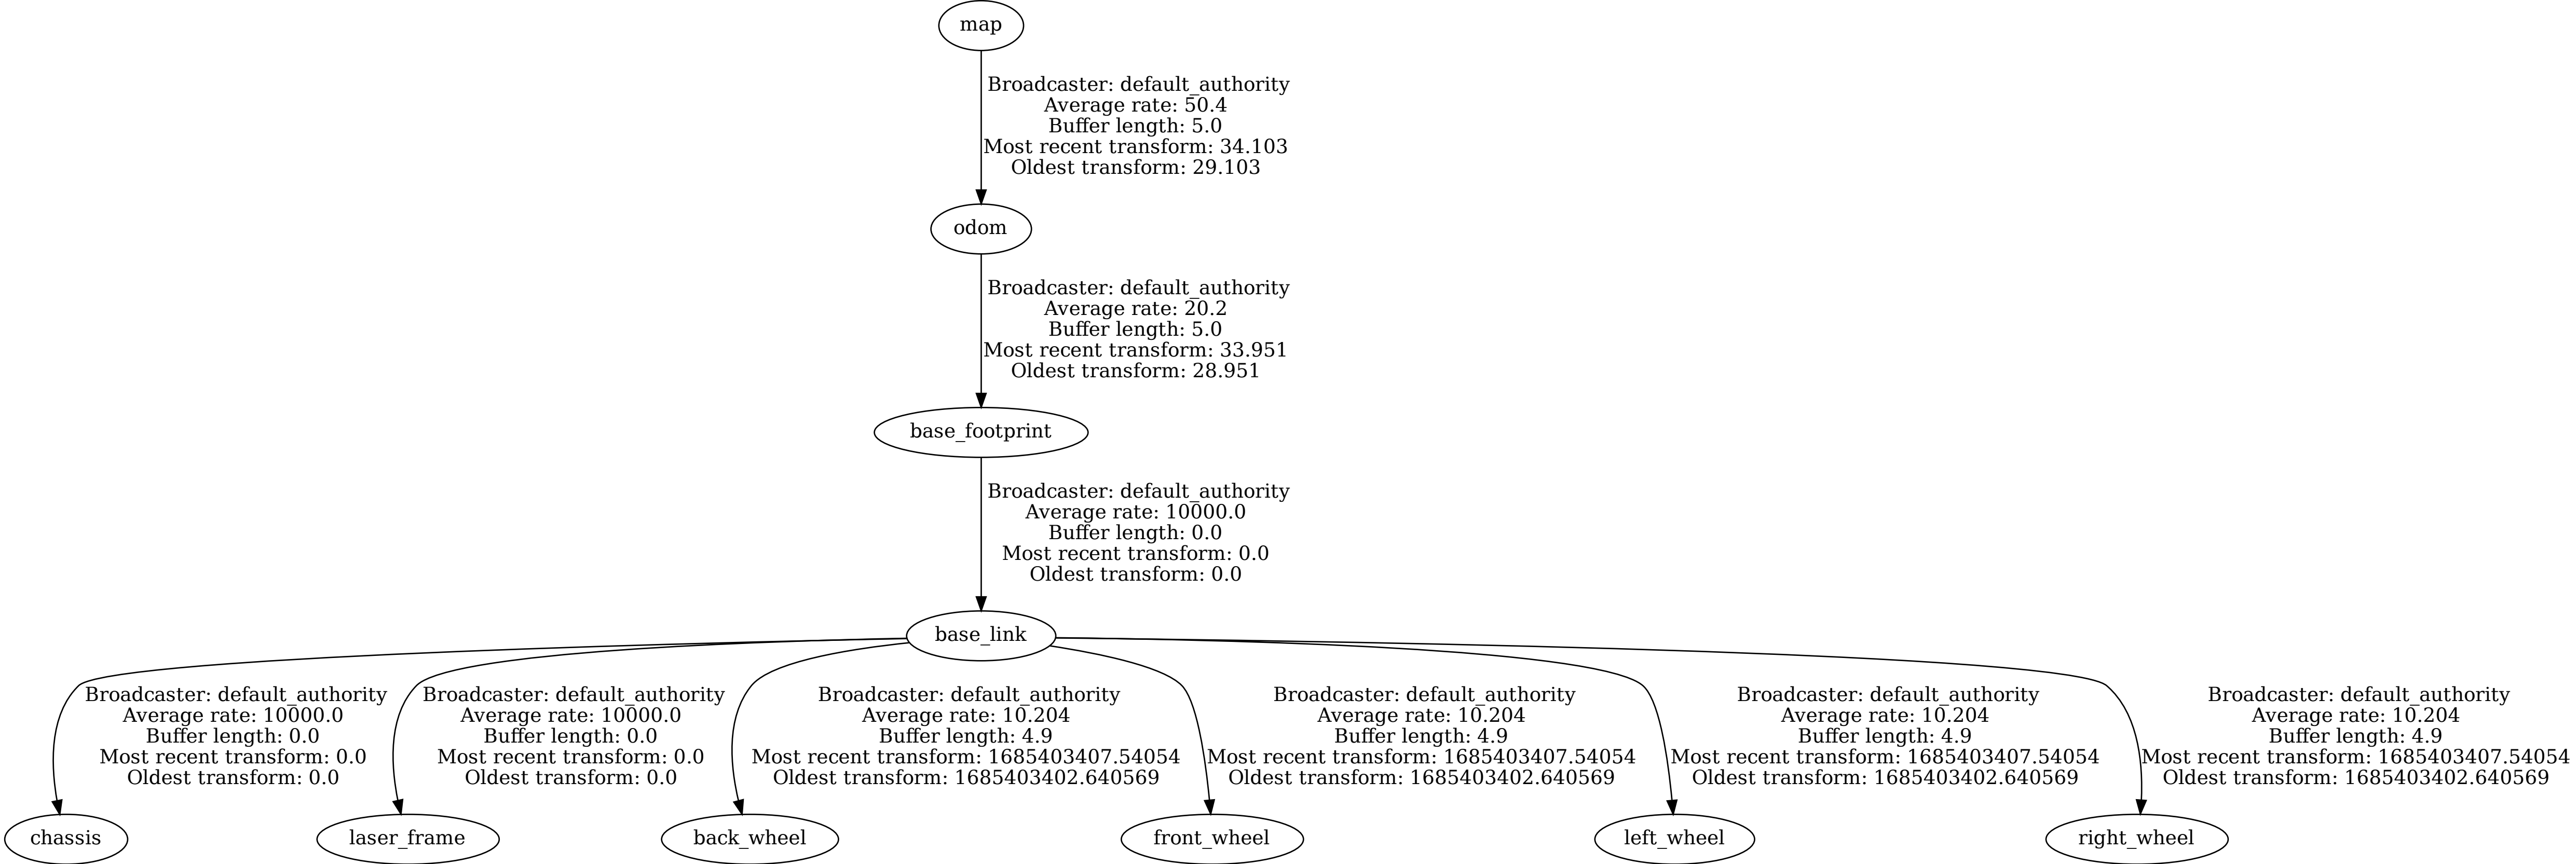 map
Broadcaster: default_authority
Average rate: 50.4
Buffer length: 5.0
Most recent transform: 34.103
Oldest transform: 29.103
odom
Broadcaster: default_authority
Average rate: 20.2
Buffer length: 5.0
Most recent transform: 33.951
Oldest transform: 28.951
base_footprint
Broadcaster: default_authority
Average rate: 10000.0
Buffer length: 0.0
Most recent transform: 0.0
Oldest transform: 0.0
base_link
Broadcaster: default_authority
Average rate: 10000.0
Buffer length: 0.0
Most recent transform: 0.0
Oldest transform: 0.0
Broadcaster: default_authority
Average rate: 10000.0
Buffer length: 0.0
Most recent transform: 0.0
Oldest transform: 0.0
Broadcaster: default_authority
Average rate: 10.204
Buffer length: 4.9
Most recent transform: 1685403407.54054
Oldest transform: 1685403402.640569
Broadcaster: default_authority
Average rate: 10.204
Buffer length: 4.9
Most recent transform: 1685403407.54054
Oldest transform: 1685403402.640569
Broadcaster: default_authority
Average rate: 10.204
Buffer length: 4.9
Most recent transform: 1685403407.54054
Oldest transform: 1685403402.640569
Broadcaster: default_authority
Average rate: 10.204
Buffer length: 4.9
Most recent transform: 1685403407.54054
Oldest transform: 1685403402.640569
chassis
laser_frame
back_wheel
front_wheel
left_wheel
right_wheel